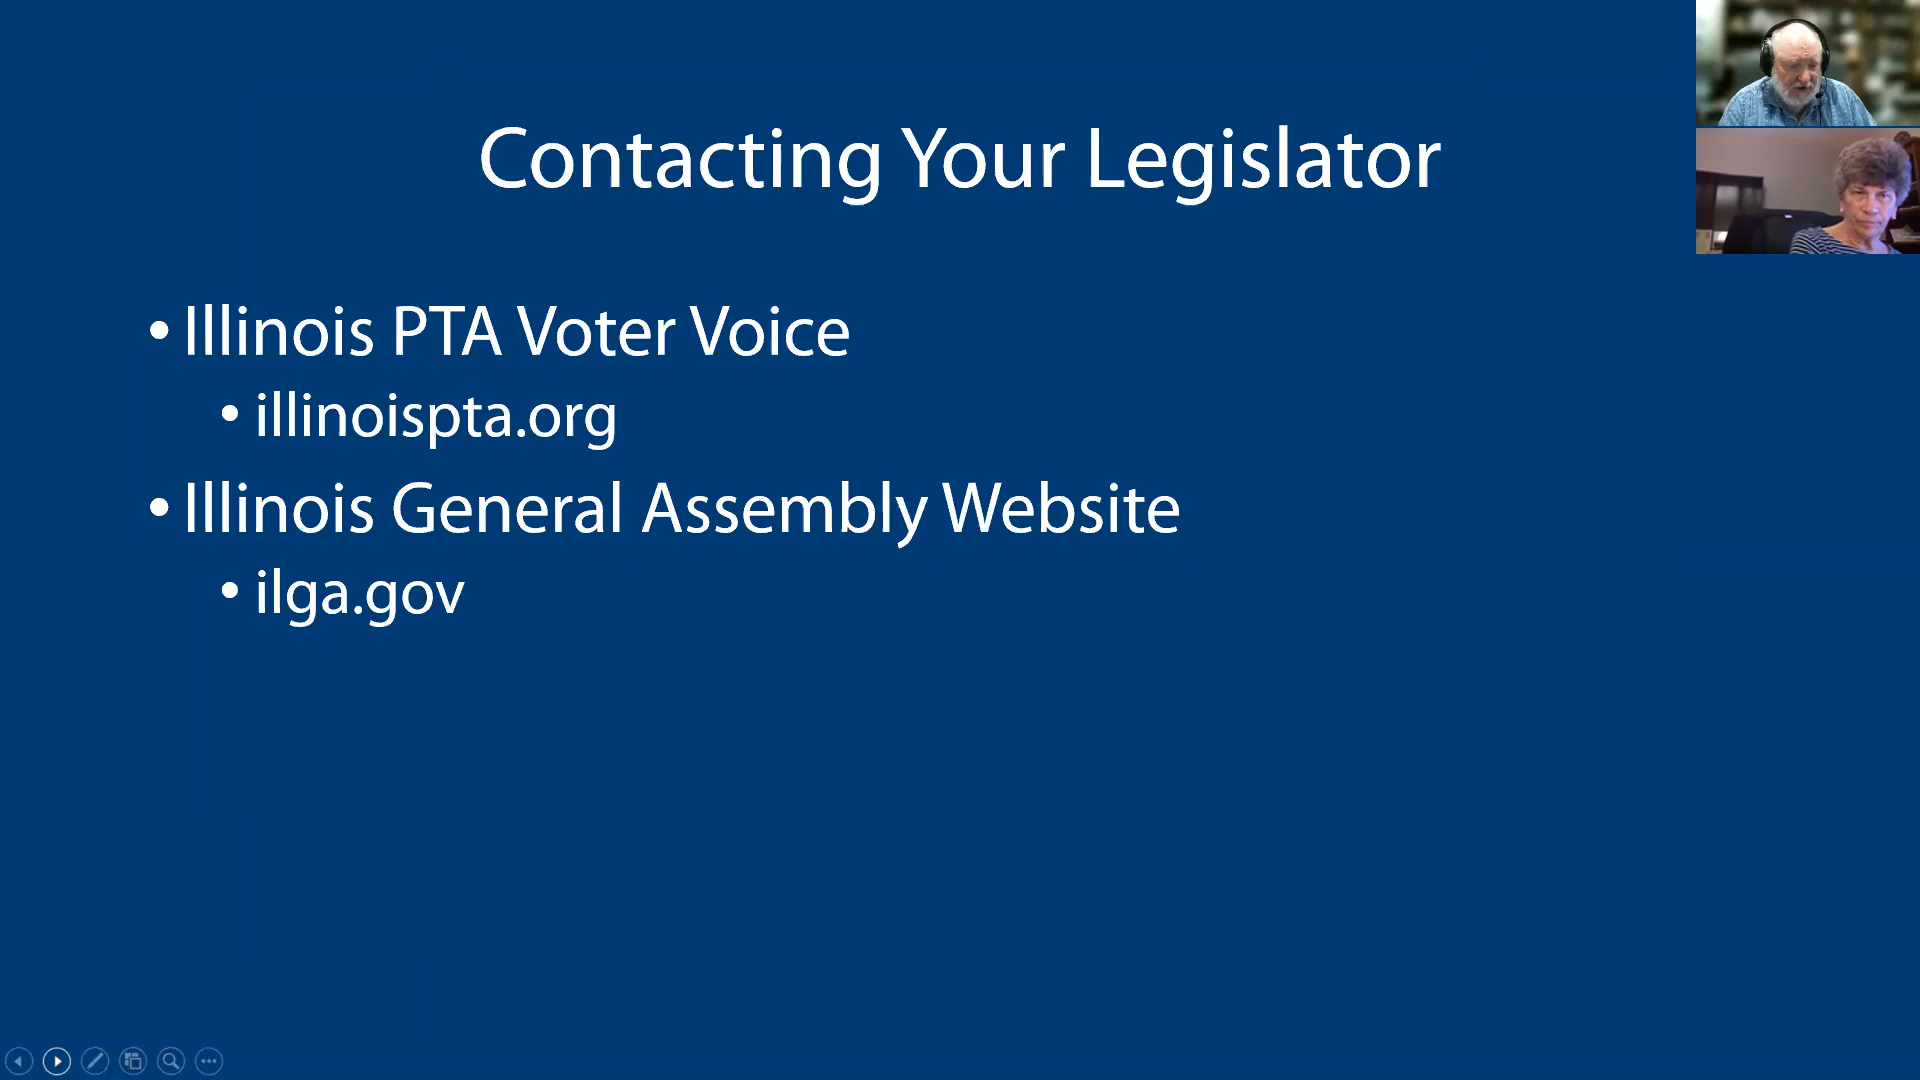 Contacting Your Legislator
• Illinois PTA Voter Voice
• illinoispta.org
• Illinois General Assembly Website
• ilga.gov